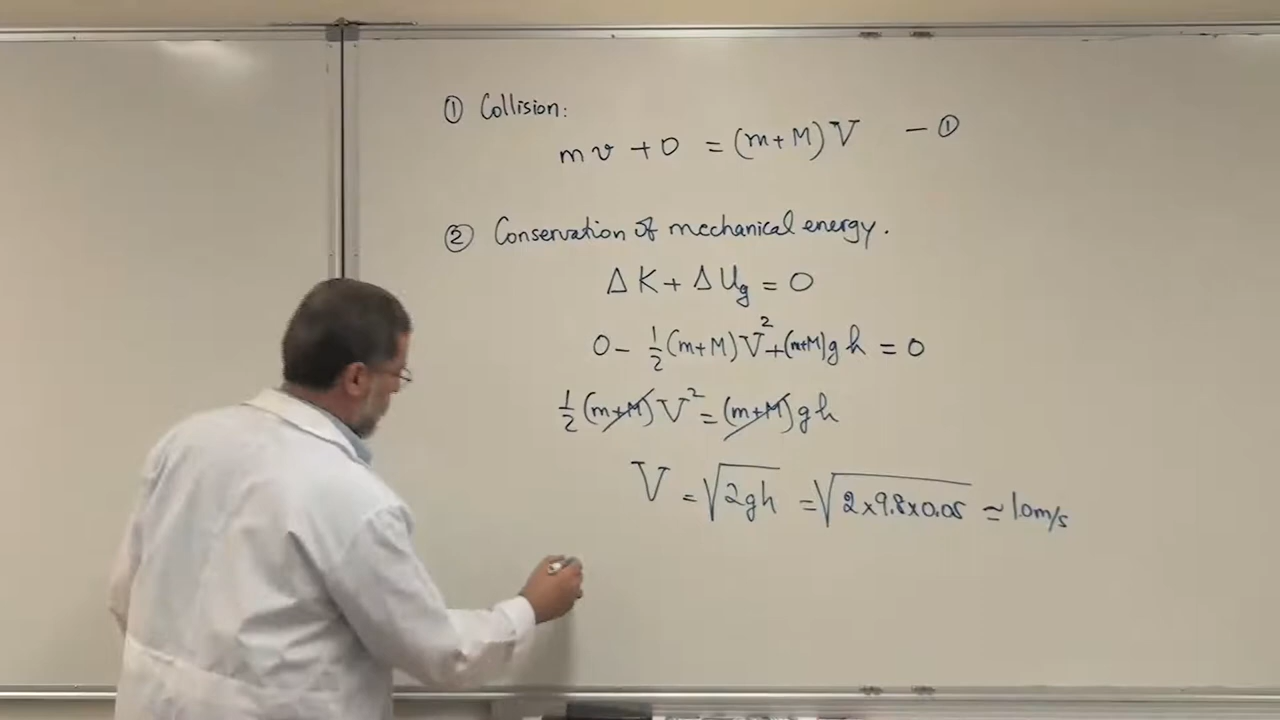 ① Collision:
mv + 0 = (m+M) V — ①
② Conservation of mechanical energy.
ΔK + ΔUg = 0
0 - 1/2 (m+M) V² + (m+M) g h = 0
1/2 (m+M) V² = (m+M) g h
V = √2gh = √2×9.8×0.05 ≃ 1.0m/s